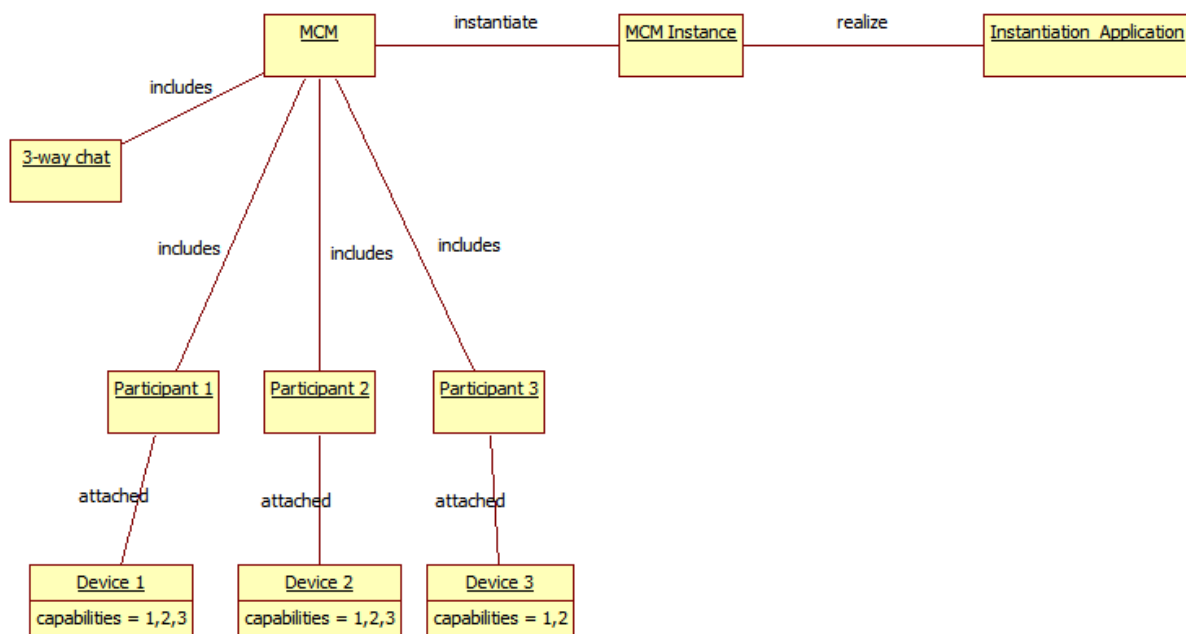 MCM
instantiate
MCM Instance
realize
Instantiation_Application
includes
3-way chat
includes
includes
includes
Participant 1
Participant 2
Participant 3
attached
attached
attached
Device 1
capabilities = 1,2,3
Device 2
capabilities = 1,2,3
Device 3
capabilities = 1,2